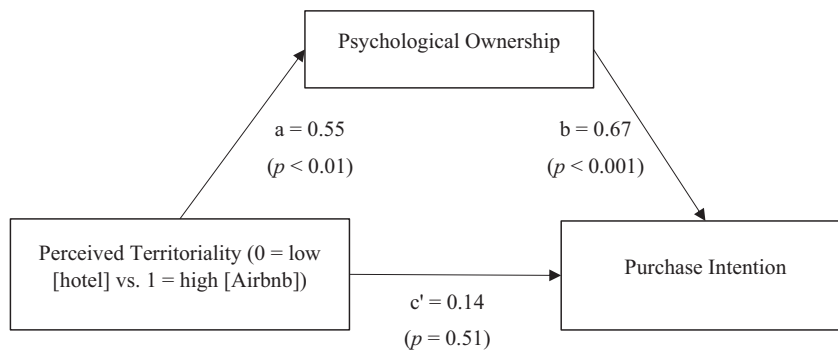 Psychological Ownership
a = 0.55
(p < 0.01)
b = 0.67
(p < 0.001)
Perceived Territoriality (0 = low
[hotel] vs. 1 = high [Airbnb])
Purchase Intention
c' = 0.14
(p = 0.51)